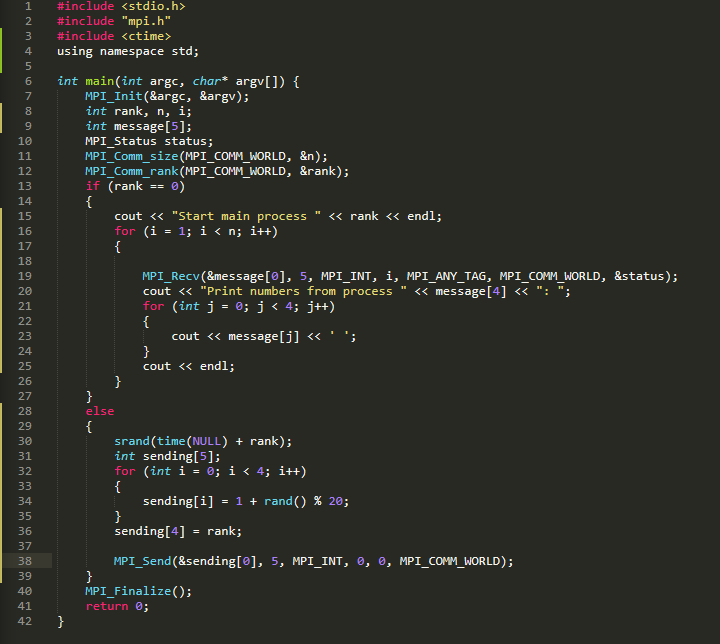 1 #include <stdio.h>
2 #include "mpi.h"
3 #include <ctime>
4 using namespace std;
5
6 int main(int argc, char* argv[]) {
7     MPI_Init(&argc, &argv);
8     int rank, n, i;
9     int message[5];
10     MPI_Status status;
11     MPI_Comm_size(MPI_COMM_WORLD, &n);
12     MPI_Comm_rank(MPI_COMM_WORLD, &rank);
13     if (rank == 0)
14     {
15         cout << "Start main process " << rank << endl;
16         for (i = 1; i < n; i++)
17         {
18
19             MPI_Recv(&message[0], 5, MPI_INT, i, MPI_ANY_TAG, MPI_COMM_WORLD, &status);
20             cout << "Print numbers from process " << message[4] << ": ";
21             for (int j = 0; j < 4; j++)
22             {
23                 cout << message[j] << ' ';
24             }
25             cout << endl;
26         }
27     }
28     else
29     {
30         srand(time(NULL) + rank);
31         int sending[5];
32         for (int i = 0; i < 4; i++)
33         {
34             sending[i] = 1 + rand() % 20;
35         }
36         sending[4] = rank;
37
38         MPI_Send(&sending[0], 5, MPI_INT, 0, 0, MPI_COMM_WORLD);
39     }
40     MPI_Finalize();
41     return 0;
42 }